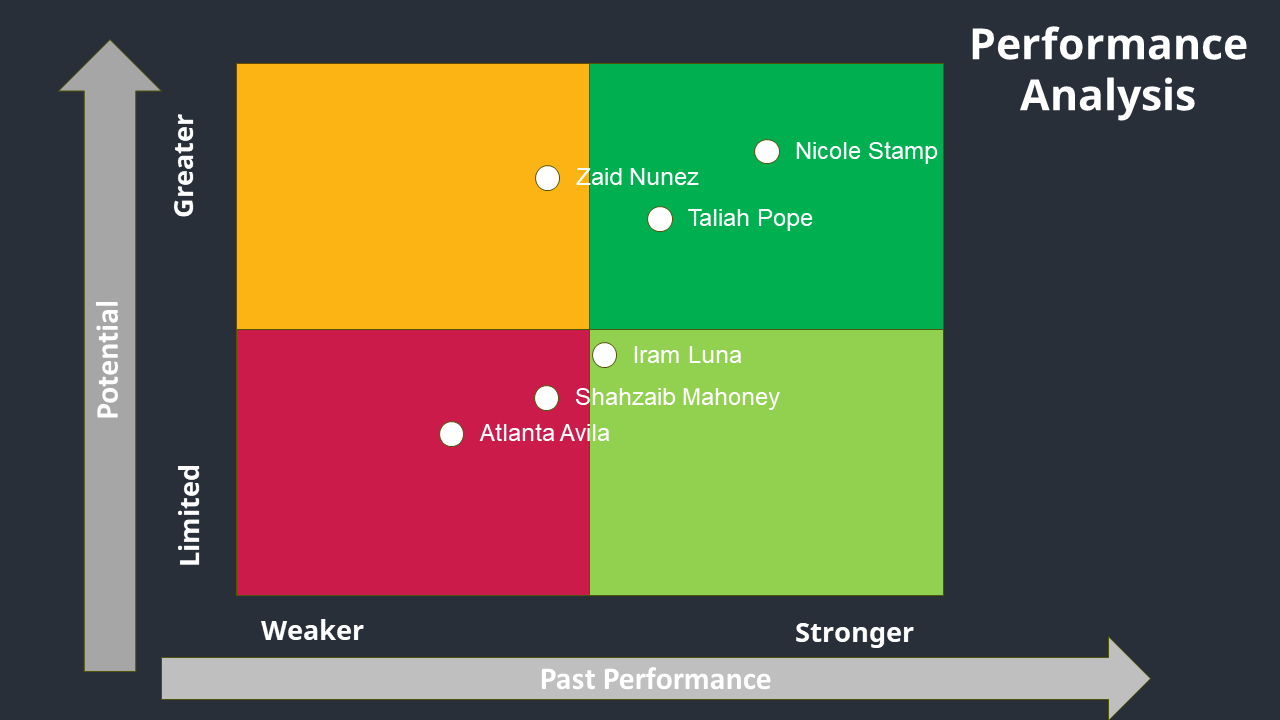 Performance
Analysis
Greater
Nicole Stamp
Zaid Nunez
Taliah Pope
Potential
Iram Luna
Shahzaib Mahoney
Atlanta Avila
Limited
Weaker
Stronger
Past Performance